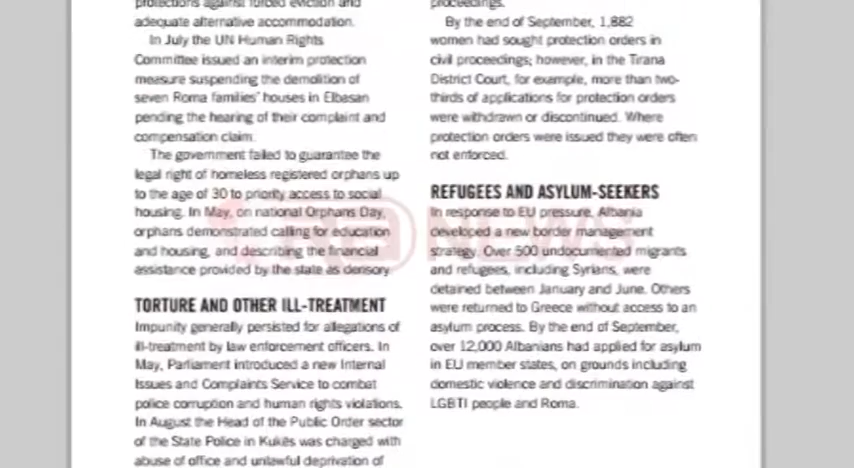 protections against forced eviction and
adequate alternative accommodation.
In July the UN Human Rights
Committee issued an interim protection
measure suspending the demolition of
seven Roma families' houses in Elbasan
pending the hearing of their complaint and
compensation claim.
The government failed to guarantee the
legal right of homeless registered orphans up
to the age of 30 to priority access to social
housing. In May, on national Orphans Day,
orphans demonstrated calling for education
and housing, and describing the financial
assistance provided by the state as derisory.
TORTURE AND OTHER ILL-TREATMENT
Impunity generally persisted for allegations of
ill-treatment by law enforcement officers. In
May, Parliament introduced a new Internal
Issues and Complaints Service to combat
police corruption and human rights violations.
In August the Head of the Public Order sector
of the State Police in Kukës was charged with
abuse of office and unlawful deprivation of
proceedings.
By the end of September, 1,882
women had sought protection orders in
civil proceedings; however, in the Tirana
District Court, for example, more than two-
thirds of applications for protection orders
were withdrawn or discontinued. Where
protection orders were issued they were often
not enforced.
REFUGEES AND ASYLUM-SEEKERS
In response to EU pressure, Albania
developed a new border management
strategy. Over 500 undocumented migrants
and refugees, including Syrians, were
detained between January and June. Others
were returned to Greece without access to an
asylum process. By the end of September,
over 12,000 Albanians had applied for asylum
in EU member states, on grounds including
domestic violence and discrimination against
LGBTI people and Roma.
NEWS